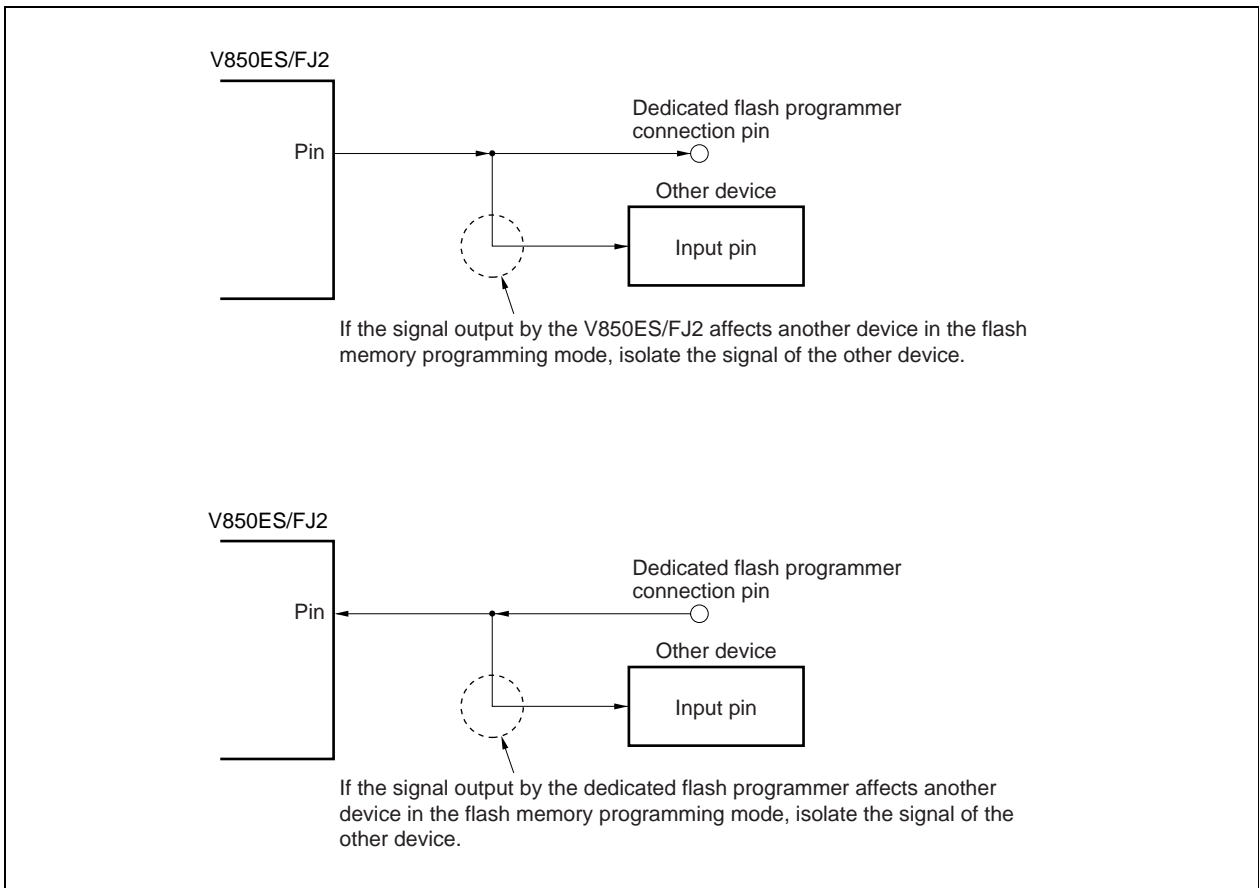 V850ES/FJ2
Dedicated flash programmer
connection pin
Pin
Other device
Input pin
If the signal output by the V850ES/FJ2 affects another device in the flash
memory programming mode, isolate the signal of the other device.
V850ES/FJ2
Dedicated flash programmer
connection pin
Pin
Other device
Input pin
If the signal output by the dedicated flash programmer affects another
device in the flash memory programming mode, isolate the signal of the
other device.